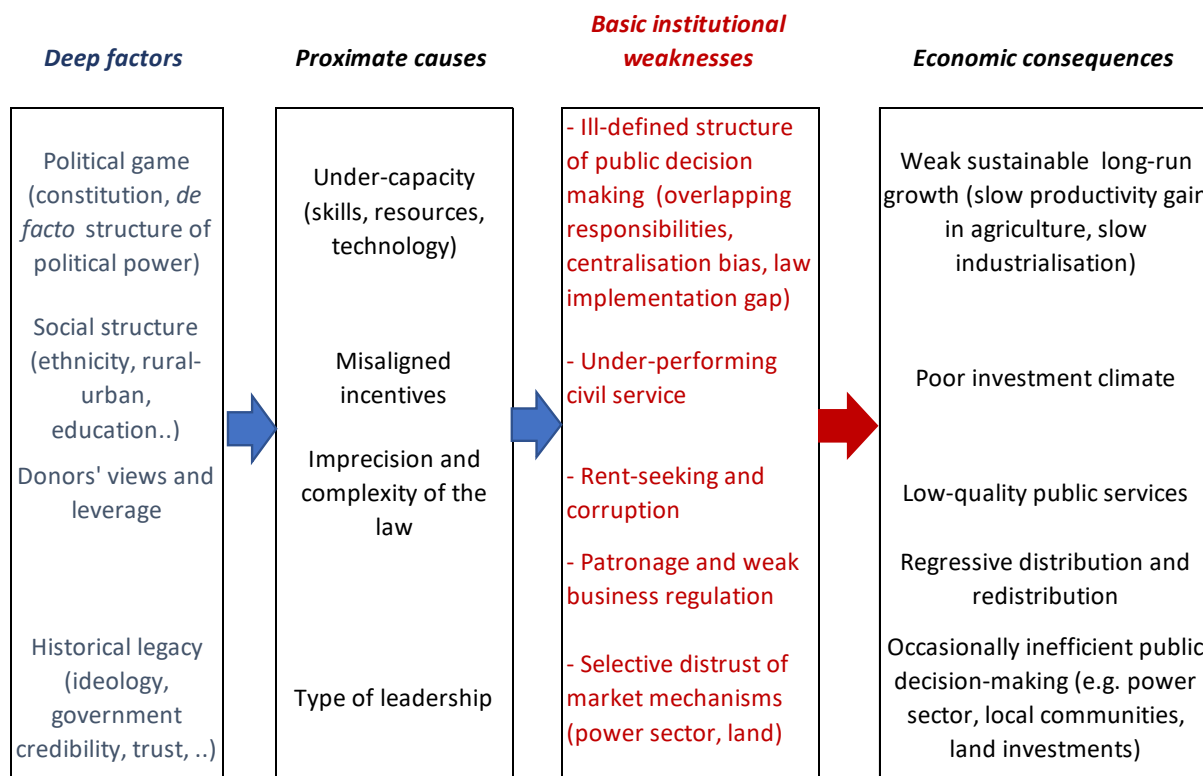 Deep factors
Proximate causes
Basic institutional
weaknesses
Economic consequences
Political game
(constitution, de
facto structure of
political power)
Social structure
(ethnicity, rural-
urban,
education..)
Donors' views and
leverage
Historical legacy
(ideology,
government
credibility, trust, ..)
Under-capacity
(skills, resources,
technology)
Misaligned
incentives
Imprecision and
complexity of the
law
Type of leadership
- Ill-defined structure
of public decision
making (overlapping
responsibilities,
centralisation bias, law
implementation gap)
- Under-performing
civil service
- Rent-seeking and
corruption
- Patronage and weak
business regulation
- Selective distrust of
market mechanisms
(power sector, land)
Weak sustainable long-run
growth (slow productivity gain
in agriculture, slow
industrialisation)
Poor investment climate
Low-quality public services
Regressive distribution and
redistribution
Occasionally inefficient public
decision-making (e.g. power
sector, local communities,
land investments)